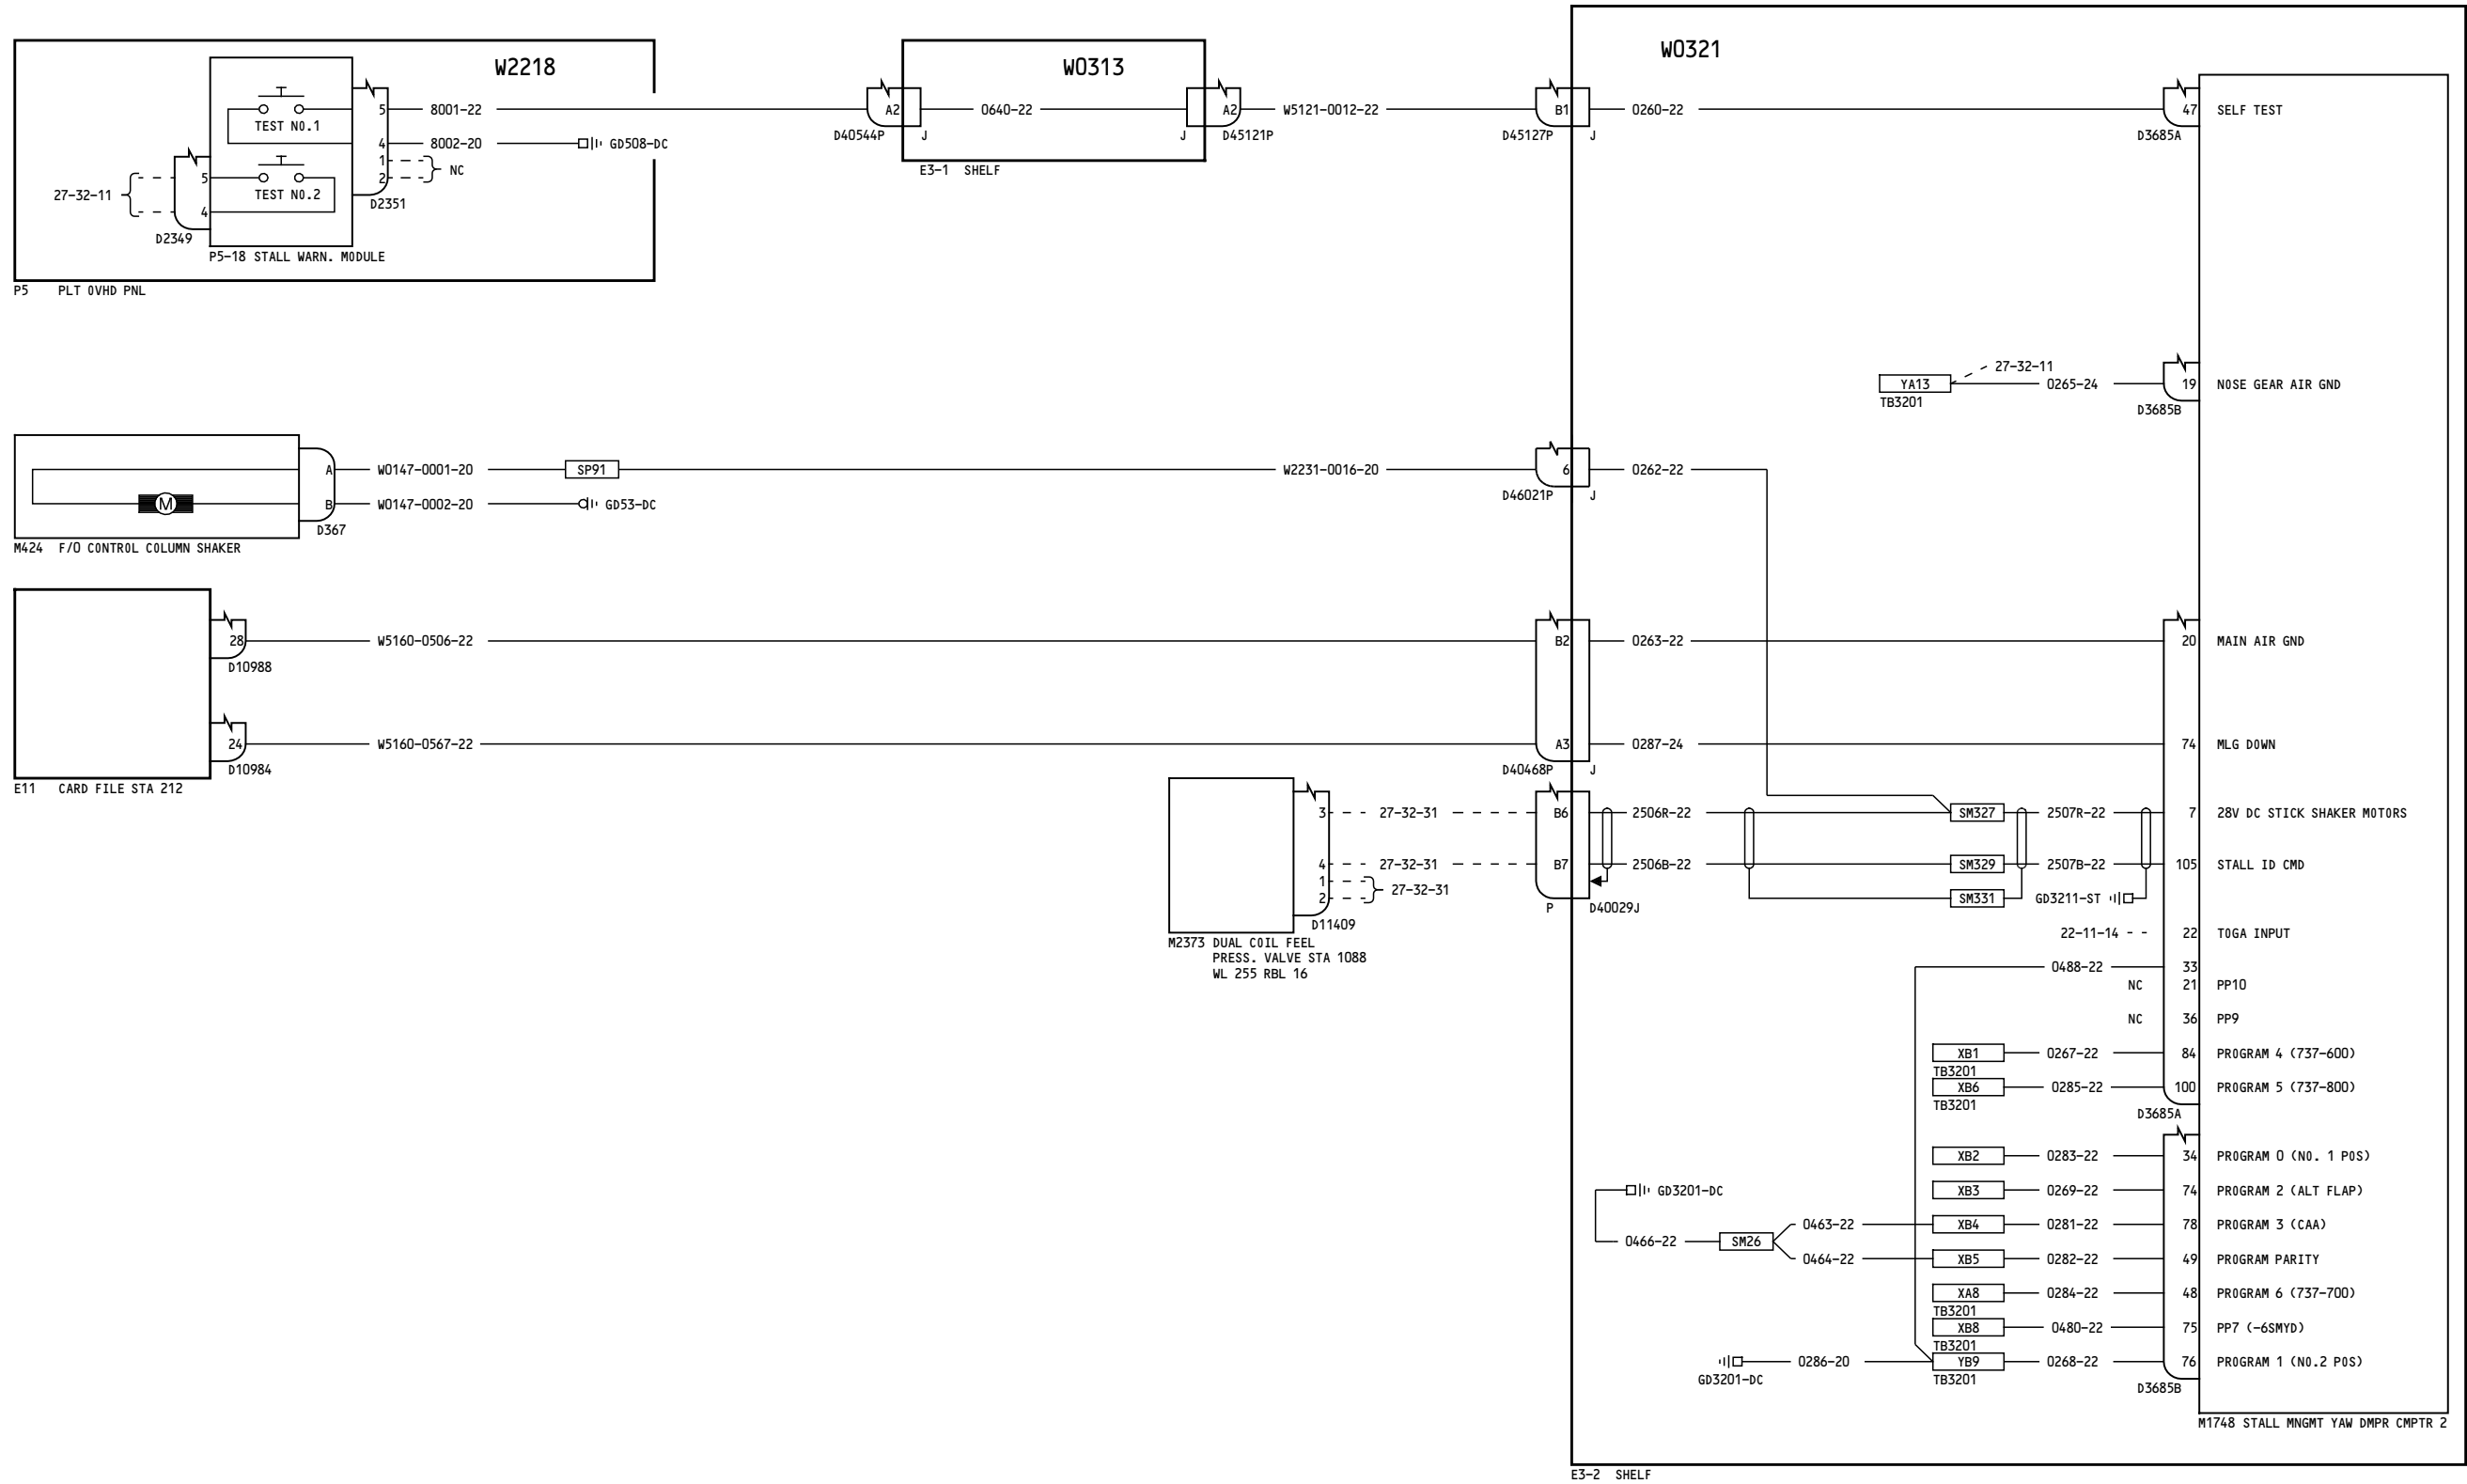 W2218
5
8001-22
TEST NO.1
4
8002-20
GD508-DC
1
2
NC
5
TEST NO.2
27-32-11
4
D2351
D2349
P5-18 STALL WARN. MODULE
P5 PLT OVHD PNL
W0313
A2
0640-22
A2
D40544P
J
J
D45121P
E3-1 SHELF
W5121-0012-22
W0321
B1
0260-22
D45127P
J
47
SELF TEST
D3685A
27-32-11
YA13
0265-24
19
NOSE GEAR AIR GND
TB3201
D3685B
A
W0147-0001-20
SP91
W2231-0016-20
6
0262-22
M
B
W0147-0002-20
GD53-DC
D46021P
J
D367
M424 F/O CONTROL COLUMN SHAKER
28
W5160-0506-22
B2
0263-22
20
MAIN AIR GND
D10988
24
W5160-0567-22
A3
0287-24
74
MLG DOWN
D10984
D40468P
J
E11 CARD FILE STA 212
3
27-32-31
B6
2506R-22
SM327
2507R-22
7
28V DC STICK SHAKER MOTORS
4
27-32-31
B7
2506B-22
SM329
2507B-22
105
STALL ID CMD
1
2
27-32-31
SM331
GD3211-ST
P
D40029J
D11409
M2373 DUAL COIL FEEL
PRESS. VALVE STA 1088
WL 255 RBL 16
22-11-14
22
TOGA INPUT
0488-22
33
NC
21
PP10
NC
36
PP9
XB1
0267-22
84
PROGRAM 4 (737-600)
TB3201
XB6
0285-22
100
PROGRAM 5 (737-800)
TB3201
D3685A
XB2
0283-22
34
PROGRAM 0 (NO. 1 POS)
GD3201-DC
XB3
0269-22
74
PROGRAM 2 (ALT FLAP)
0463-22
XB4
0281-22
78
PROGRAM 3 (CAA)
0466-22
SM26
0464-22
XB5
0282-22
49
PROGRAM PARITY
XA8
0284-22
48
PROGRAM 6 (737-700)
TB3201
XB8
0480-22
75
PP7 (-6SMYD)
TB3201
0286-20
YB9
0268-22
76
PROGRAM 1 (NO.2 POS)
GD3201-DC
TB3201
D3685B
M1748 STALL MNGMT YAW DMPR CMPTR 2
E3-2 SHELF